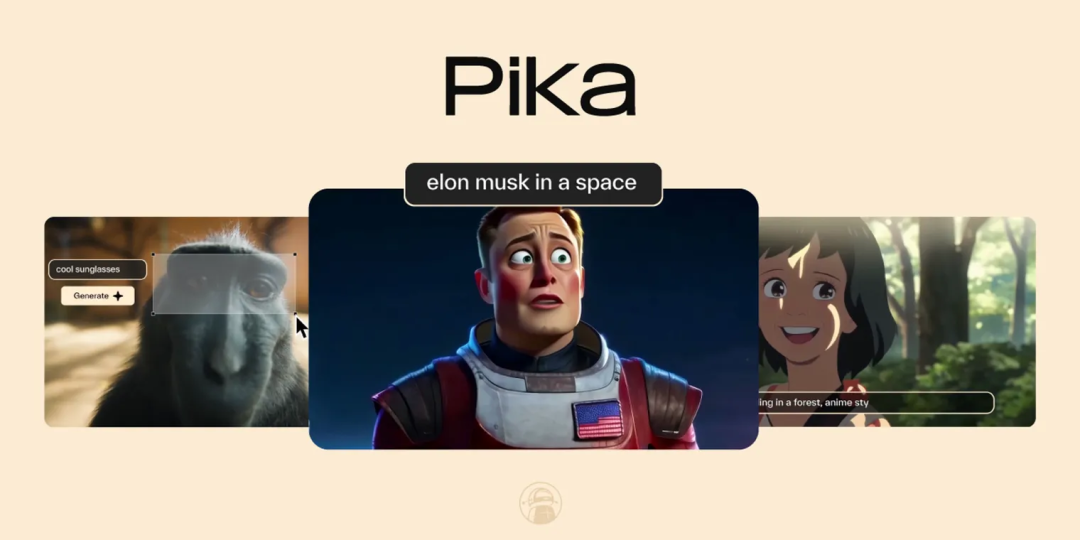 Pika
elon musk in a space
cool sunglasses
Generate
ing in a forest, anime sty